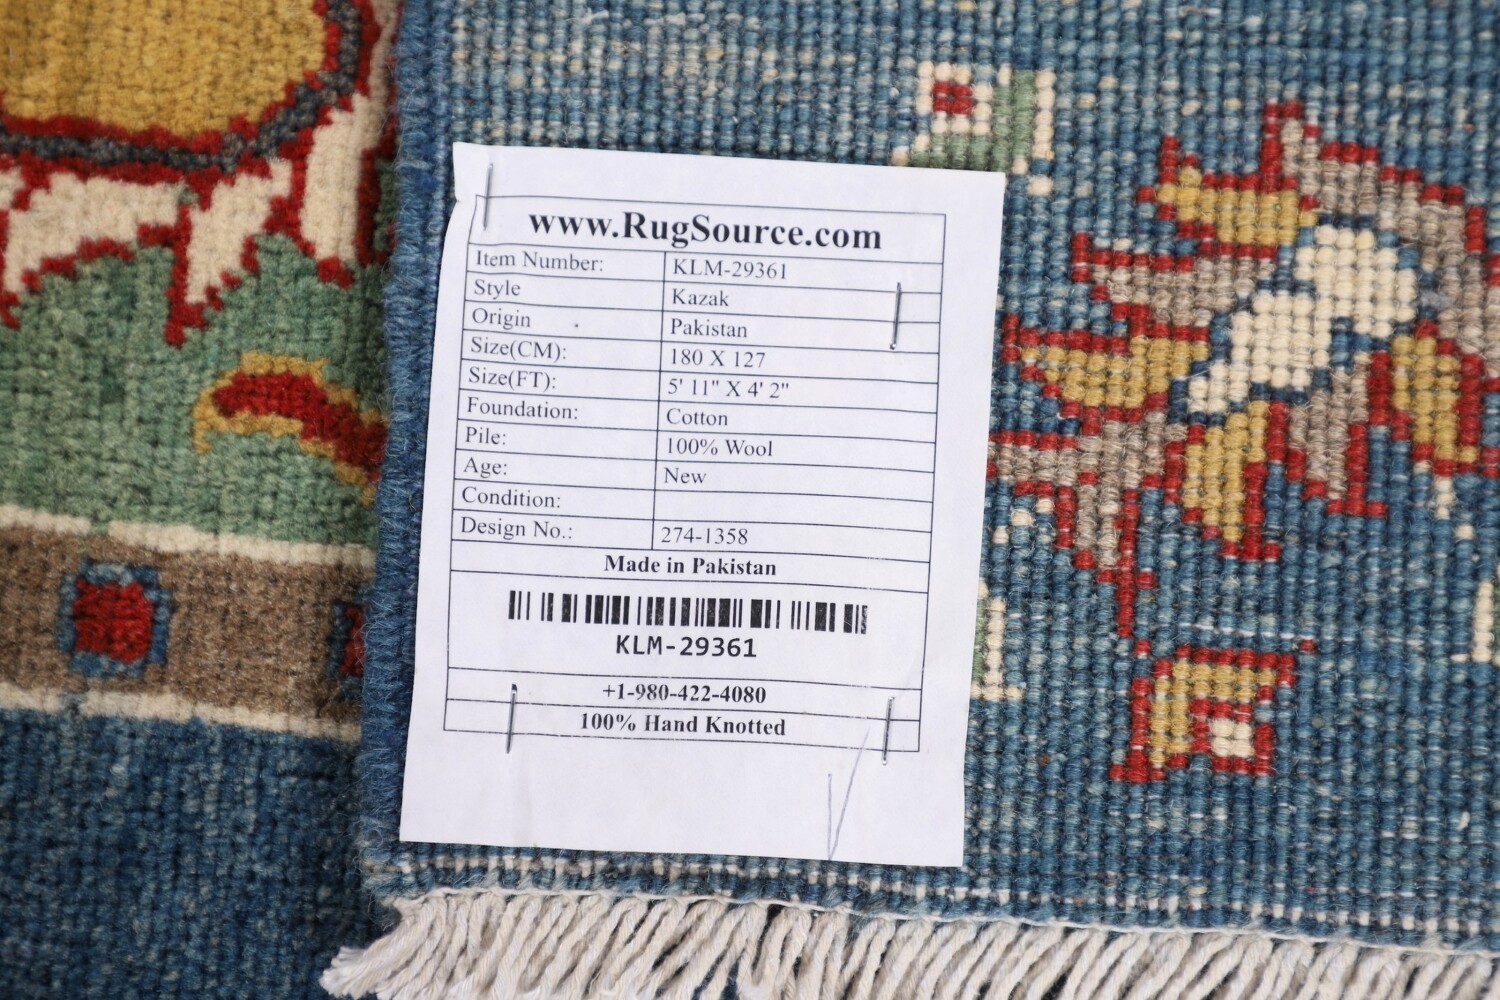 www.RugSource.com
Item Number: KLM-29361
Style Kazak
Origin Pakistan
Size(CM): 180 X 127
Size(FT): 5' 11" X 4' 2"
Foundation: Cotton
Pile: 100% Wool
Age: New
Condition:
Design No.: 274-1358
Made in Pakistan
KLM-29361
+1-980-422-4080
100% Hand Knotted